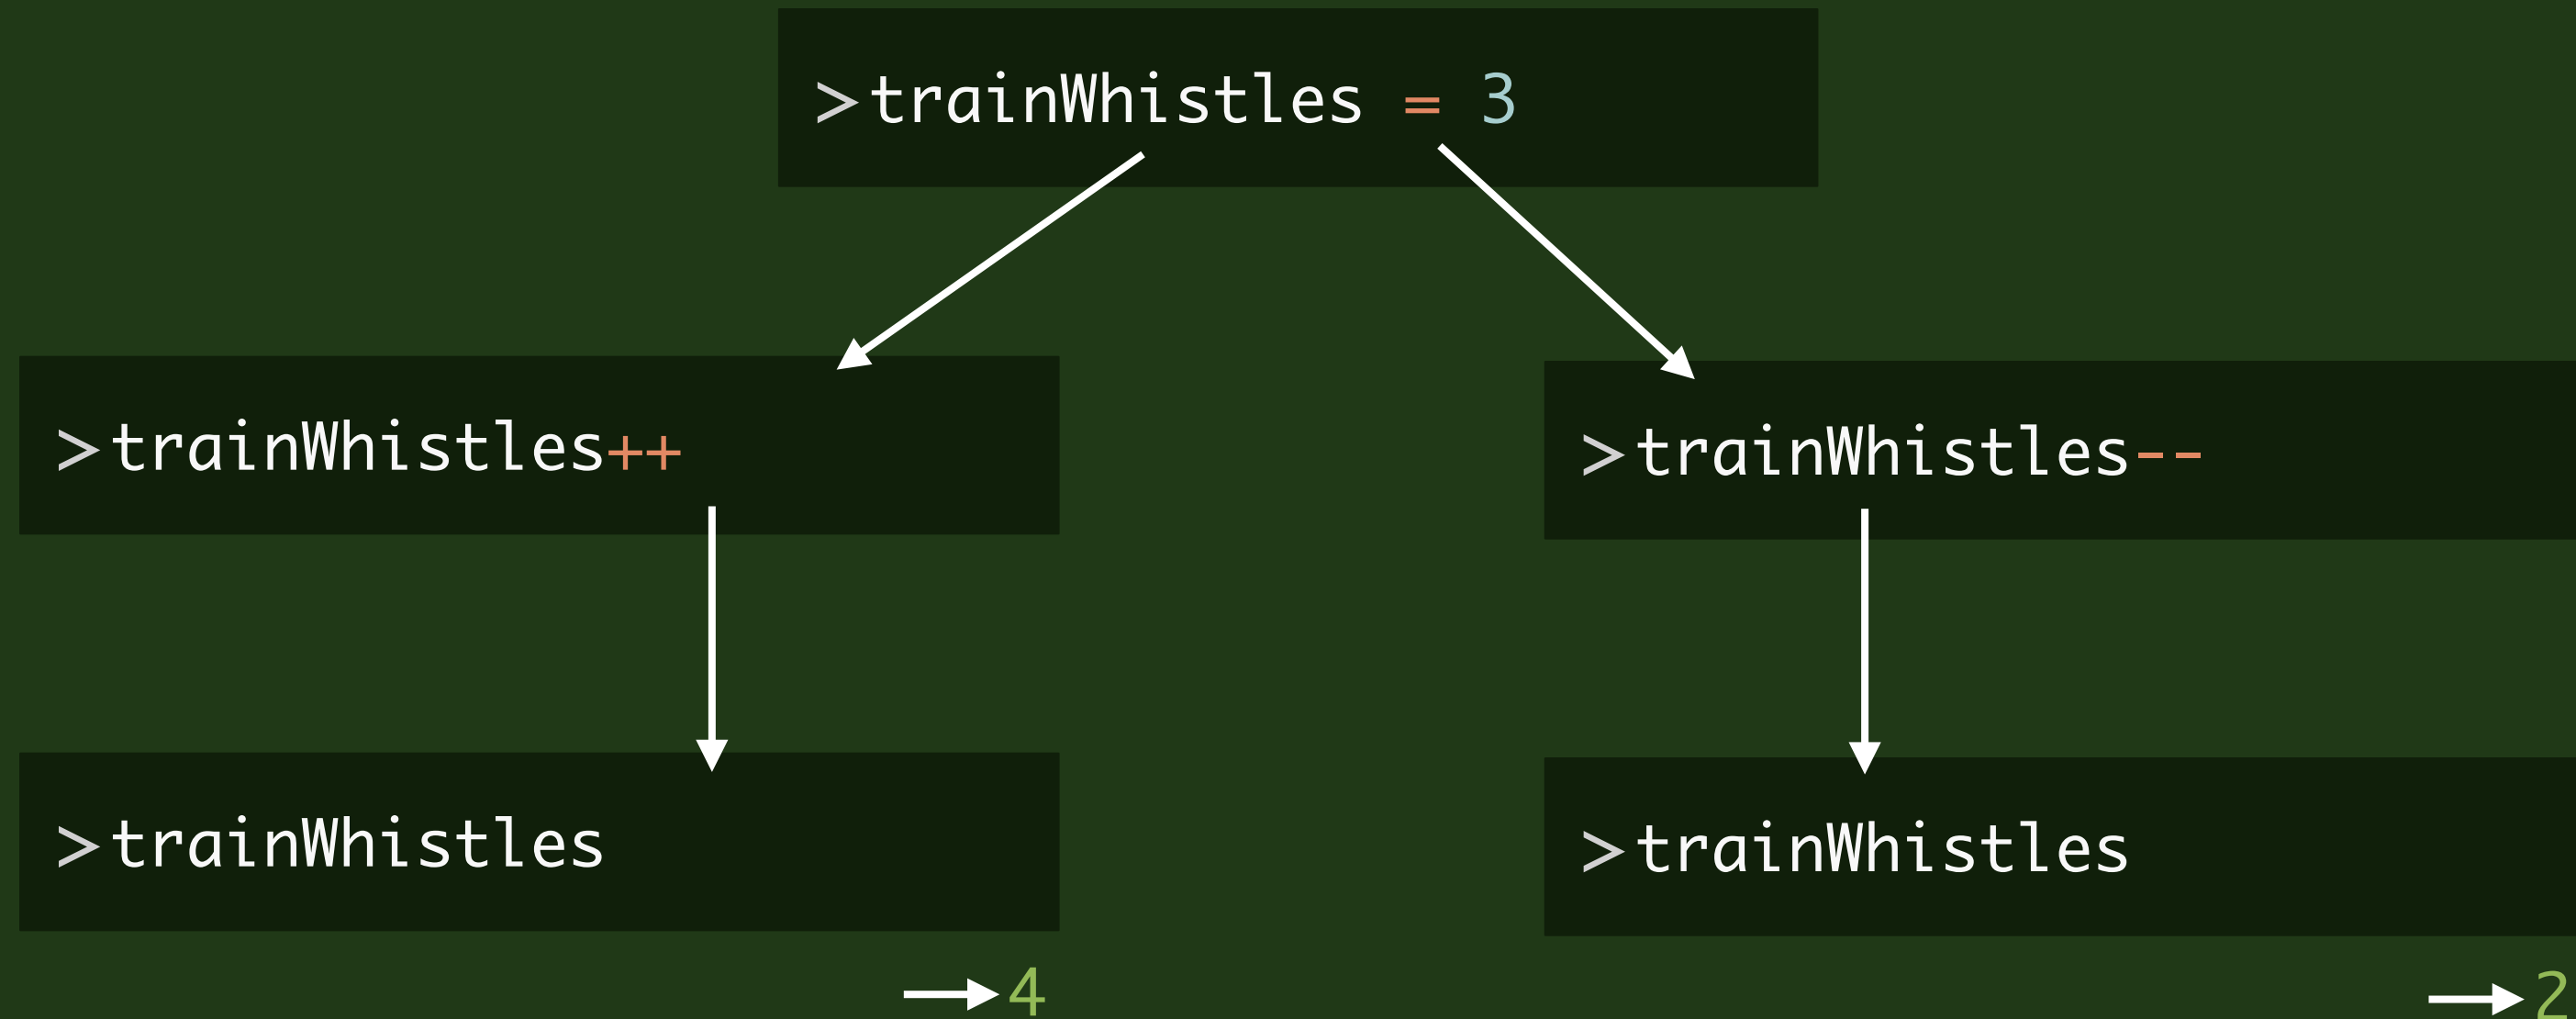 >trainWhistles = 3
>trainWhistles++
>trainWhistles--
>trainWhistles
>trainWhistles
4
2